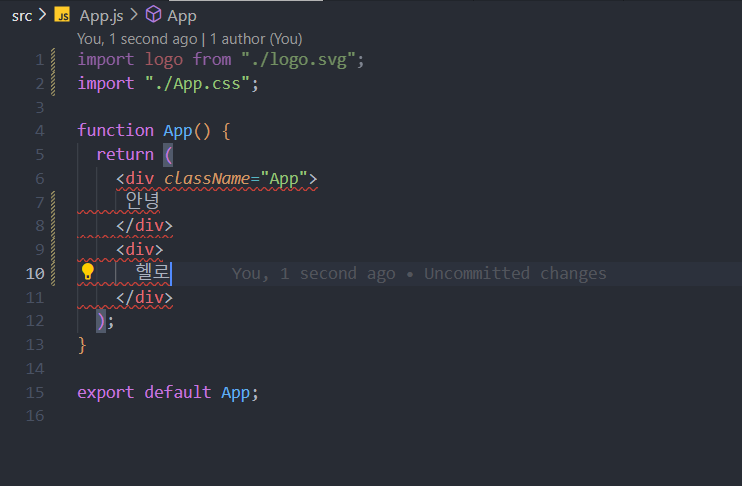 src > JS App.js > App
You, 1 second ago | 1 author (You)
1 import logo from "./logo.svg";
2 import "./App.css";
3
4 function App() {
5 return (
6 <div className="App">
7 안녕
8 </div>
9 <div>
10 헬로 You, 1 second ago • Uncommitted changes
11 </div>
12 );
13 }
14
15 export default App;
16